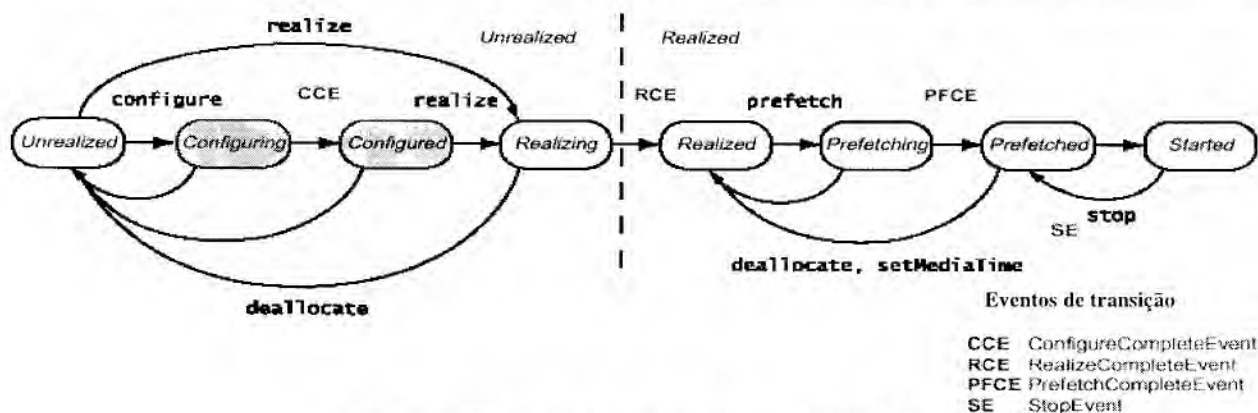 realize
Unrealized
Realized
configure
CCE
realize
RCE
prefetch
PFCE
Unrealized
Configuring
Configured
Realizing
Realized
Prefetching
Prefetched
Started
stop
SE
deallocate, setMediaTime
deallocate
Eventos de transição
CCE ConfigureCompleteEvent
RCE RealizeCompleteEvent
PFCE PrefetchCompleteEvent
SE StopEvent